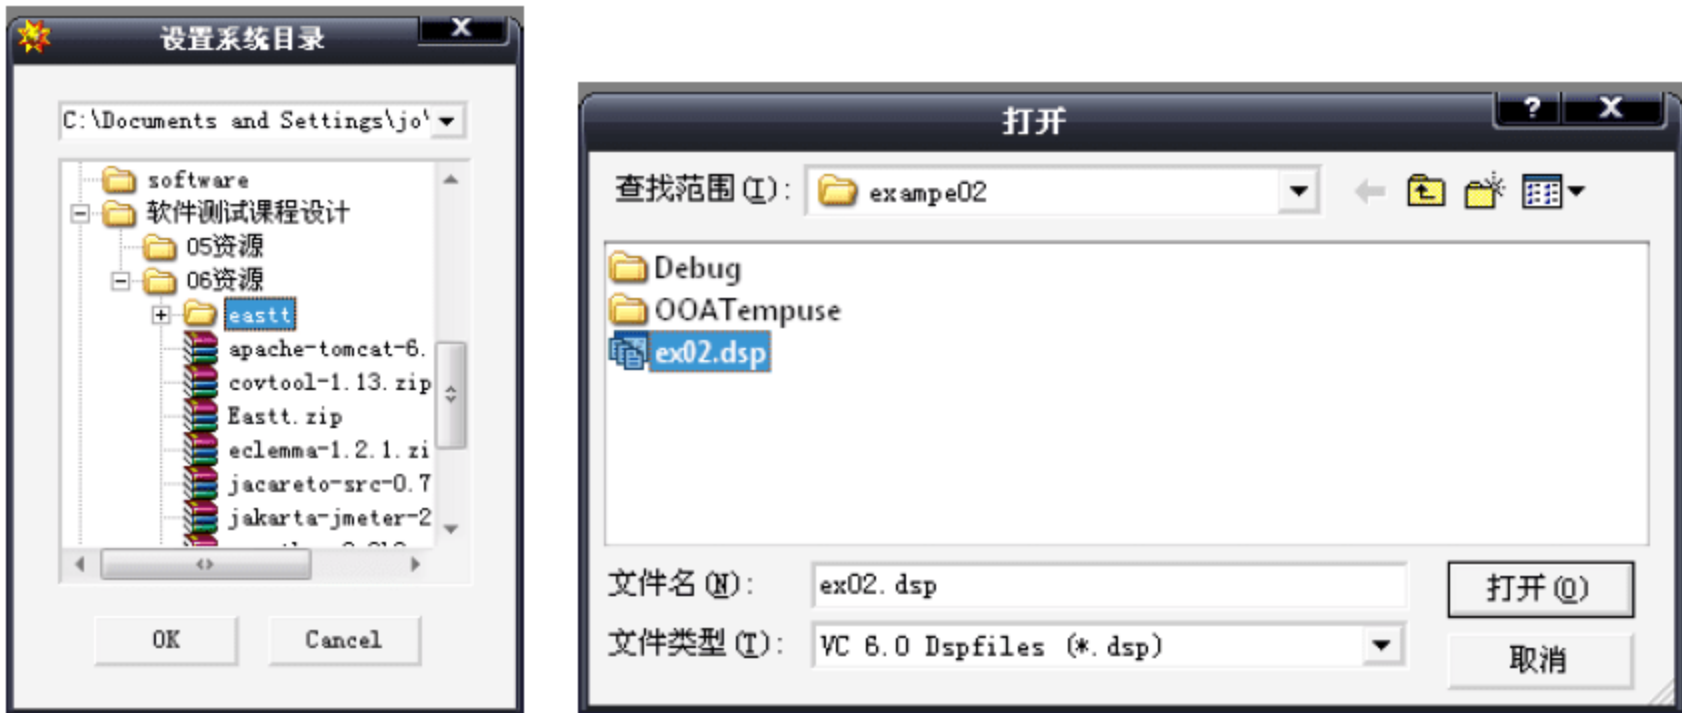 设置系统目录
X
C:\Documents and Settings\jo\
software
软件测试课程设计
05资源
06资源
eastt
apache-tomcat-6.
covtool-1.13.zip
Eastt.zip
eclemma-1.2.1.zi
jacareto-src-0.7
jakarta-jmeter-2
OK
Cancel
打开
? X
查找范围(I):
exampe02
Debug
OOATempuse
ex02.dsp
文件名(N):
ex02.dsp
打开(O)
文件类型(T):
VC 6.0 Dspfiles (*.dsp)
取消